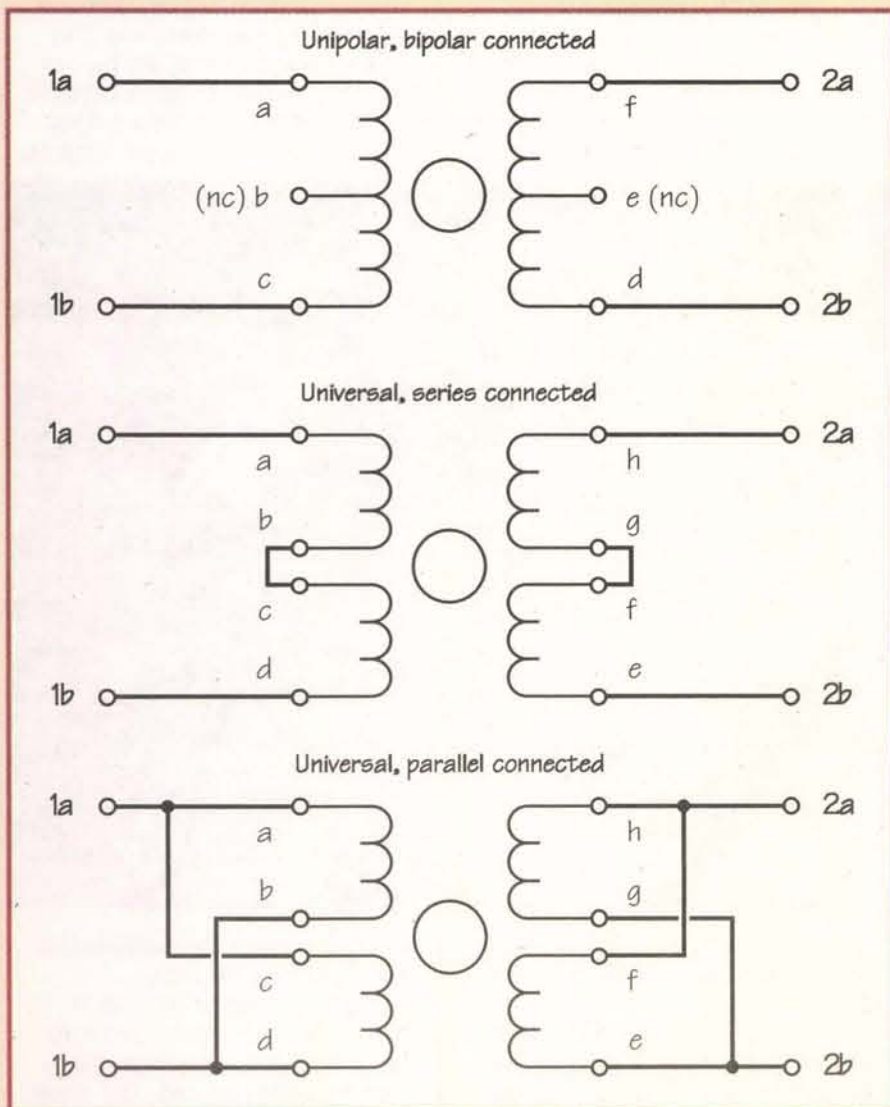 Unipolar, bipolar connected
1a a f 2a
(nc) b e (nc)
1b c d 2b
Universal, series connected
1a a h 2a
b g
c f
1b d e 2b
Universal, parallel connected
1a a h 2a
b g
c f
1b d e 2b